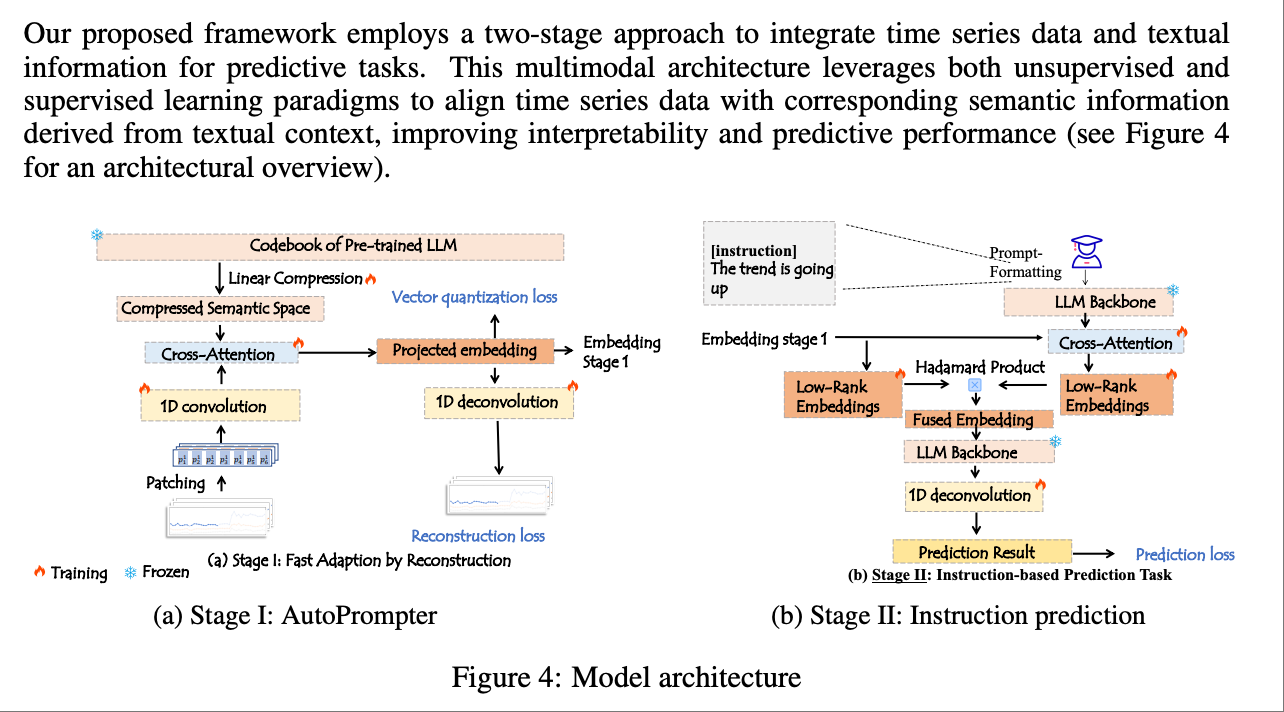 Our proposed framework employs a two-stage approach to integrate time series data and textual
information for predictive tasks. This multimodal architecture leverages both unsupervised and
supervised learning paradigms to align time series data with corresponding semantic information
derived from textual context, improving interpretability and predictive performance (see Figure 4
for an architectural overview).
Codebook of Pre-trained LLM
Linear Compression
Compressed Semantic Space
Vector quantization loss
Cross-Attention
Projected embedding
Embedding
Stage 1
1D convolution
1D deconvolution
Patching
Reconstruction loss
(a) Stage I: Fast Adaption by Reconstruction
Training
Frozen
(a) Stage I: AutoPrompter
[instruction]
The trend is going
up
Prompt-
Formatting
LLM Backbone
Embedding stage 1
Cross-Attention
Hadamard Product
Low-Rank
Embeddings
Low-Rank
Embeddings
Fused Embedding
LLM Backbone
1D deconvolution
Prediction Result
Prediction loss
(b) Stage II: Instruction-based Prediction Task
(b) Stage II: Instruction prediction
Figure 4: Model architecture